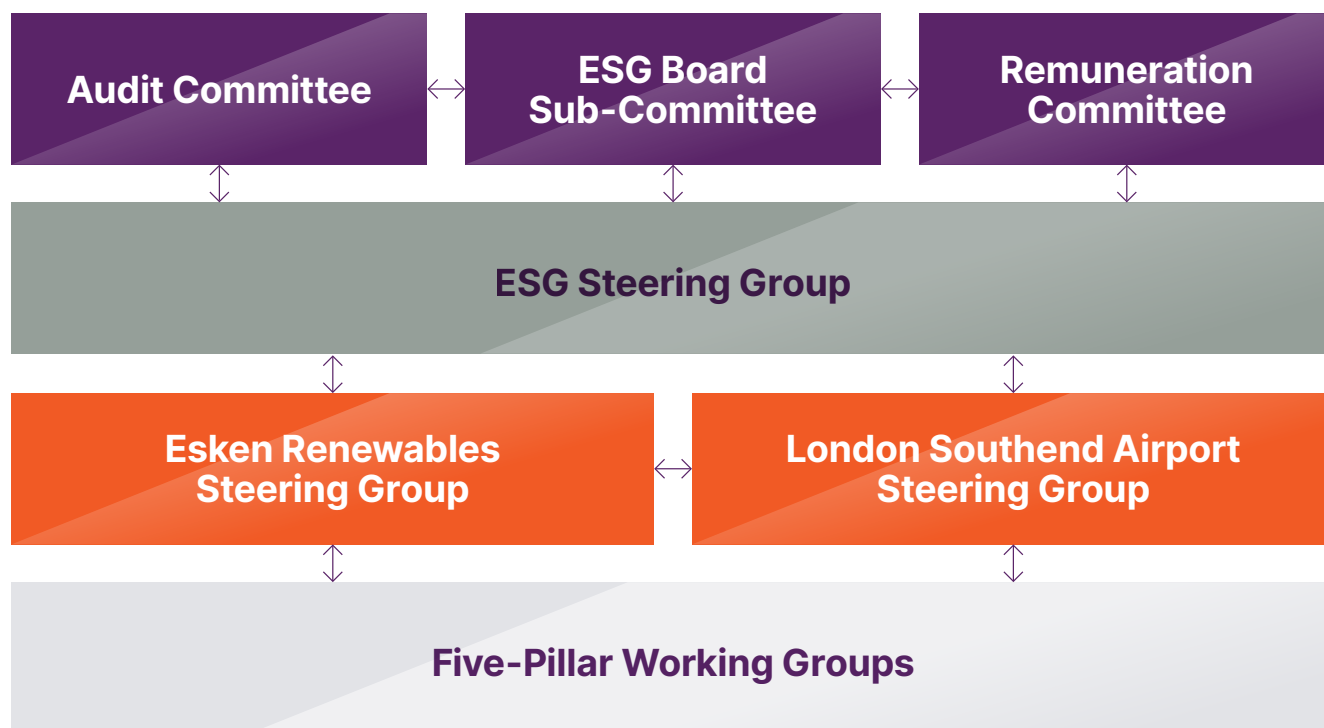 Audit Committee
ESG Board
Sub-Committee
Remuneration
Committee
ESG Steering Group
Esken Renewables
Steering Group
London Southend Airport
Steering Group
Five-Pillar Working Groups